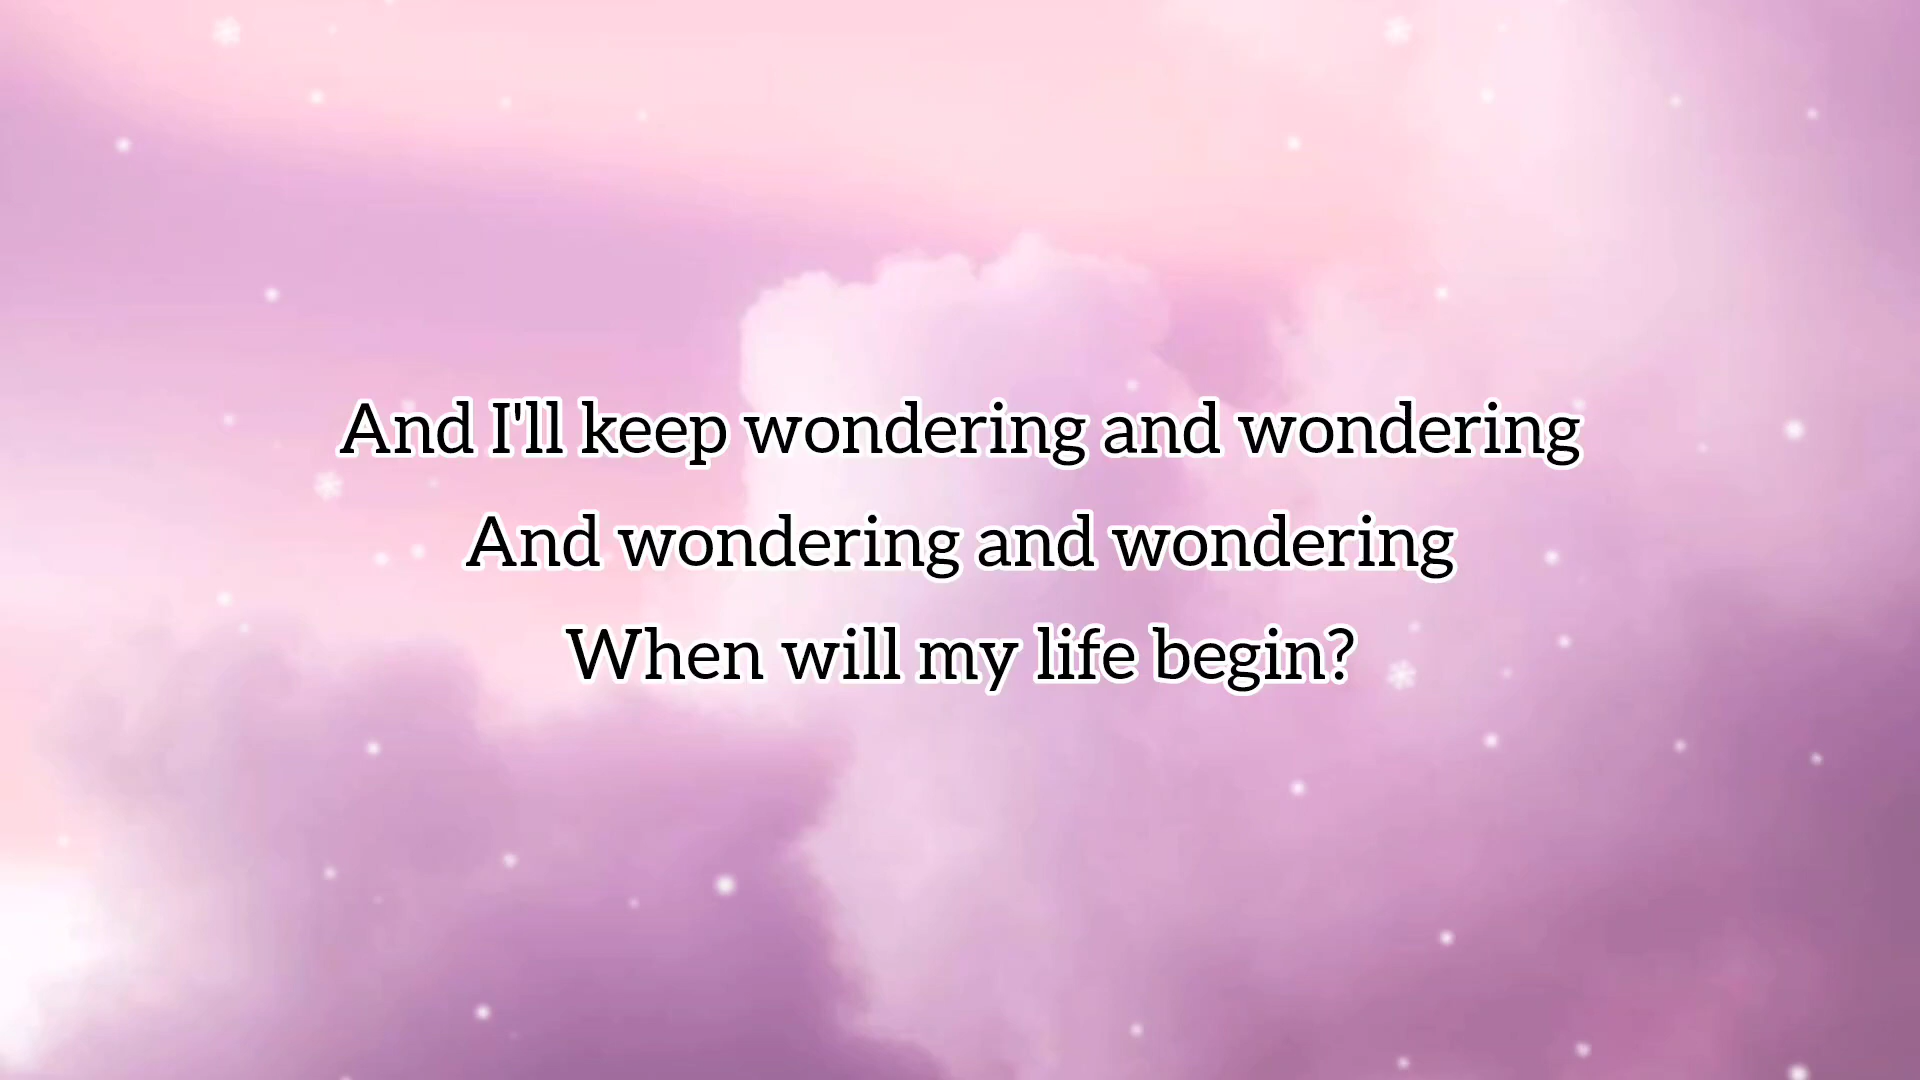 And I'll keep wondering and wondering
And wondering and wondering
When will my life begin?